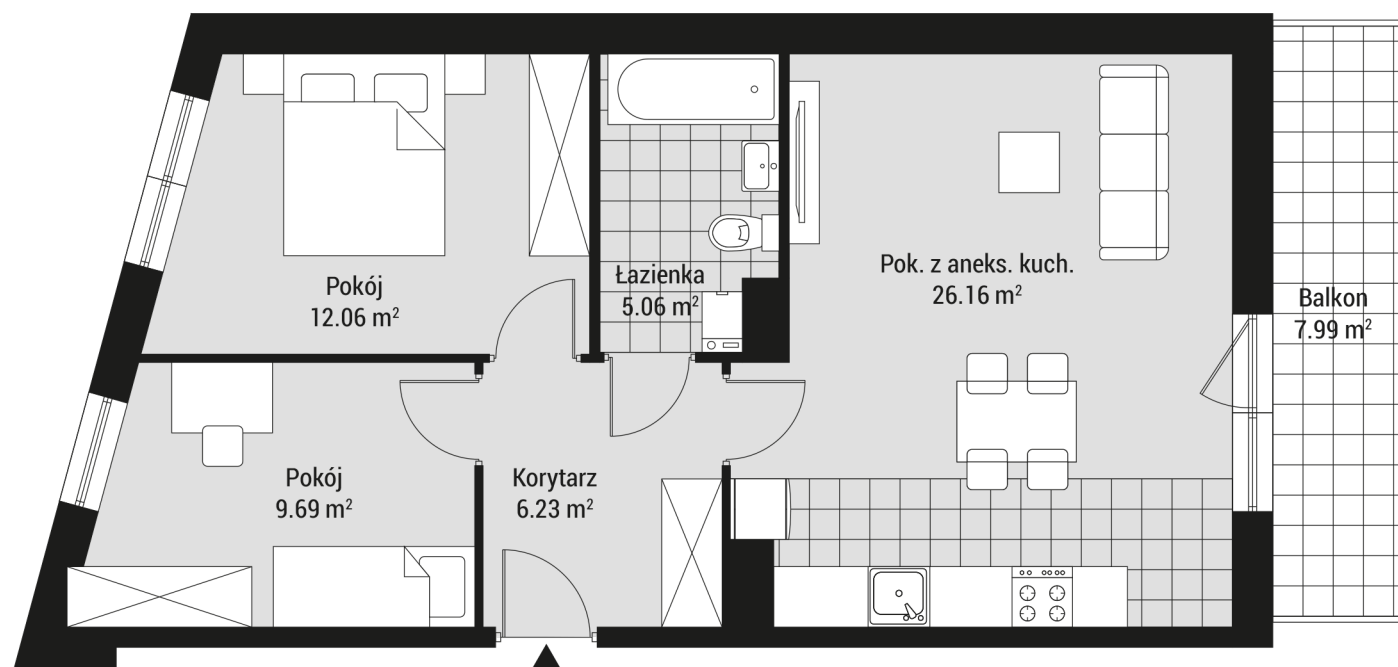 Pokój
12.06 m²
Łazienka
5.06 m²
Pok. z aneks. kuch.
26.16 m²
Balkon
7.99 m²
Pokój
9.69 m²
Korytarz
6.23 m²